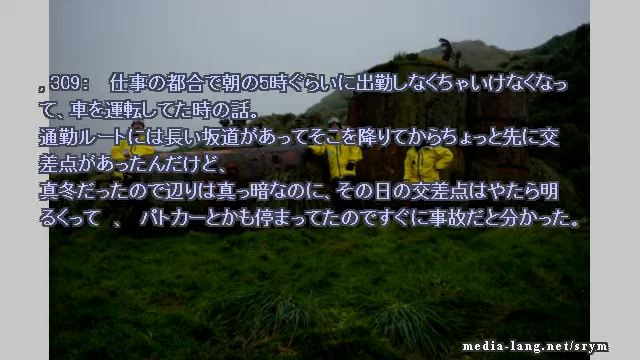 , 309:　仕事の都合で朝の5時ぐらいに出勤しなくちゃいけなくなっ
て、車を運転してた時の話。
通勤ルートには長い坂道があってそこを降りてからちょっと先に交
差点があったんだけど、
真冬だったので辺りは真っ暗なのに、その日の交差点はやたら明
るくって　、　パトカーとかも停まってたのですぐに事故だと分かった。
media-lang.net/srym